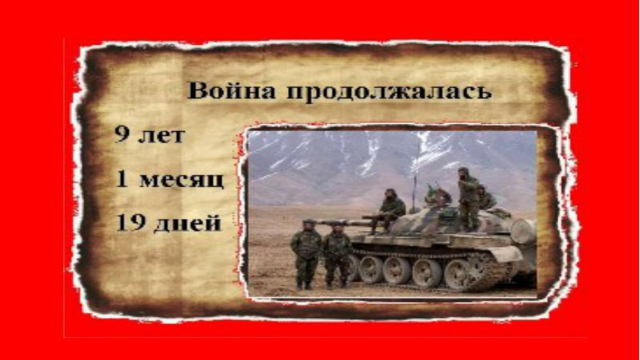 Война продолжалась
9 лет
1 месяц
19 дней